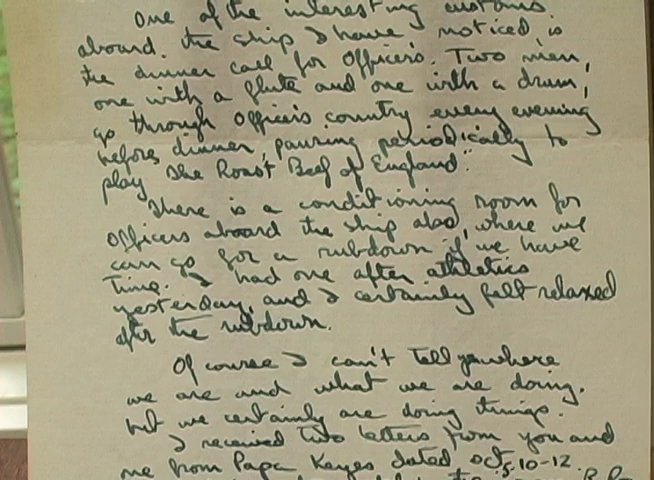 One of the interesting customs
aboard the ship I have noticed is
the dinner call for Officers. Two men,
one with a flute and one with a drum,
go through Officers country every evening
before dinner, pausing periodically to
play "The Roast Beef of England."
There is a conditioning room for
Officers aboard the ship also, where we
can go for a rubdown if we have
time. I had one after athletics
yesterday, and I certainly felt relaxed
after the rubdown.
Of course I can't tell you where
we are and what we are doing.
but we certainly are doing things.
I received two letters from you and
one from Papa Keyes dated Oct 5, 10-12.